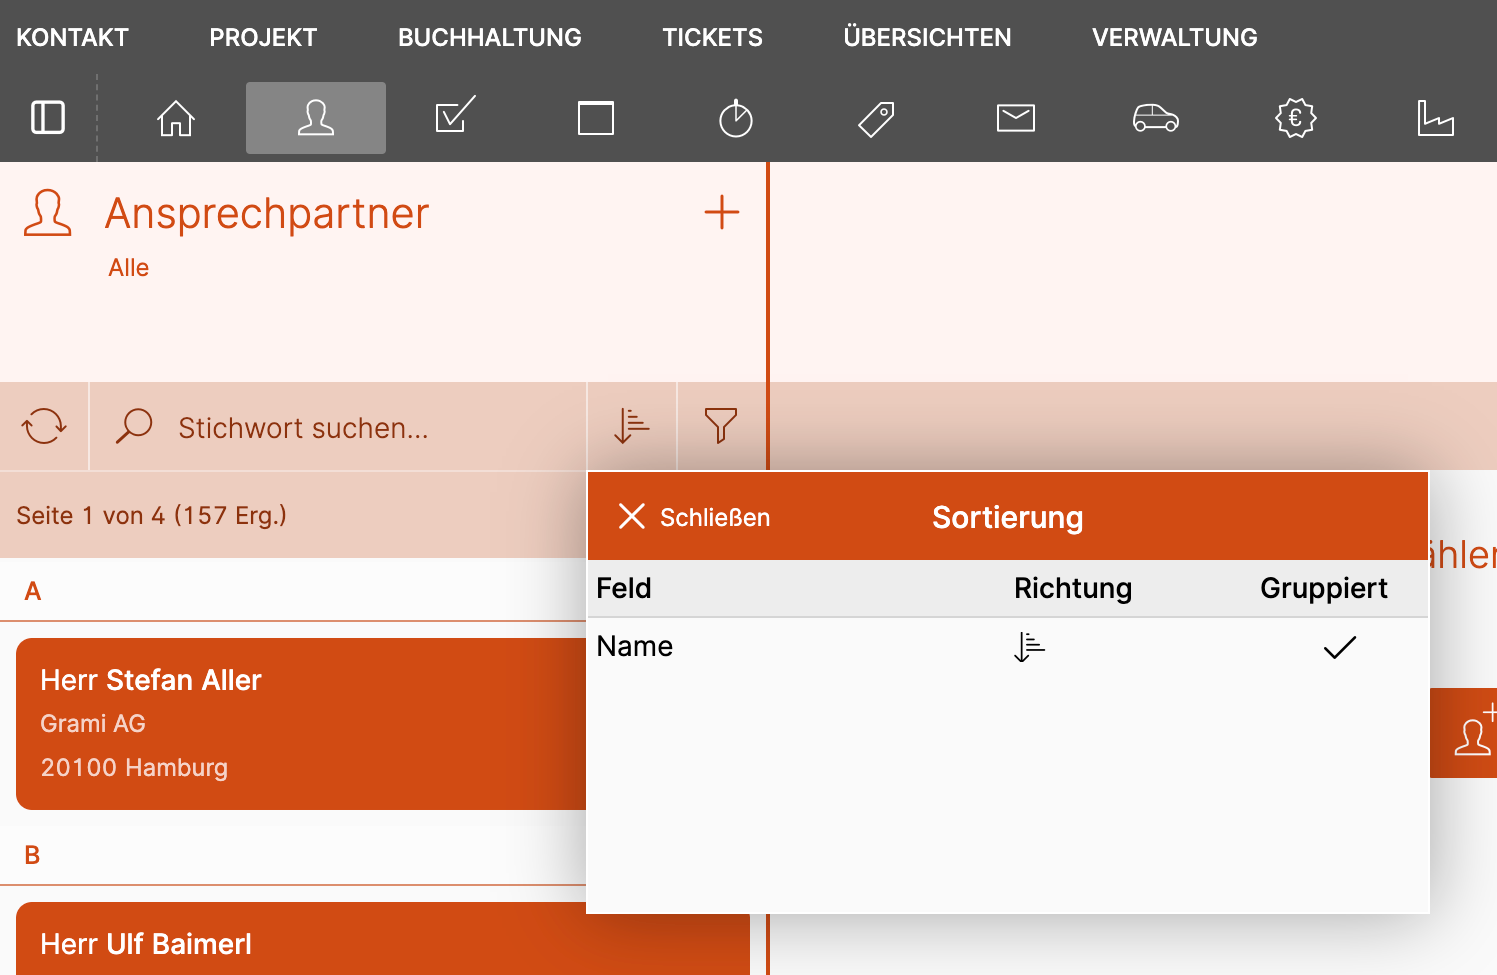 KONTAKT PROJEKT BUCHHALTUNG TICKETS ÜBERSICHTEN VERWALTUNG
Ansprechpartner
Alle
Stichwort suchen...
Seite 1 von 4 (157 Erg.)
Schließen Sortierung
Feld Richtung Gruppiert
Name
A
Herr Stefan Aller
Grami AG
20100 Hamburg
B
Herr Ulf Baimerl